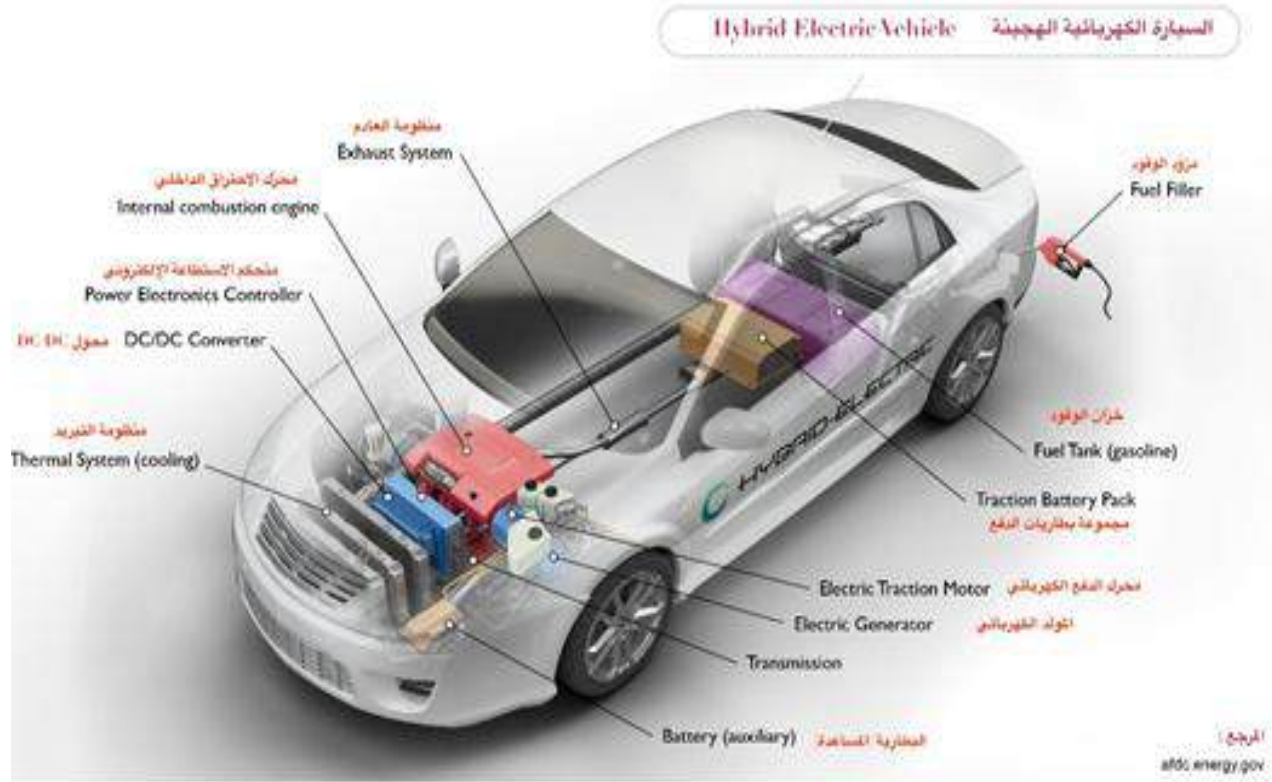 Hybrid Electric Vehicle السيارة الكهربائية الهجينة
منظومة العادم
Exhaust System
محرك الاحتراق الداخلي
Internal combustion engine
مزود الوقود
Fuel Filler
متحكم الاستطاعة الإلكتروني
Power Electronics Controller
DC/DC Converter محول DC/DC
منظومة التبريد
Thermal System (cooling)
HYBRID-ELECTRIC
خزان الوقود
Fuel Tank (gasoline)
Traction Battery Pack
مجموعة بطاريات الدفع
Electric Traction Motor محرك الدفع الكهربائي
Electric Generator المولد الكهربائي
Transmission
Battery (auxiliary) البطارية المساعدة
المرجع :
afdc.energy.gov